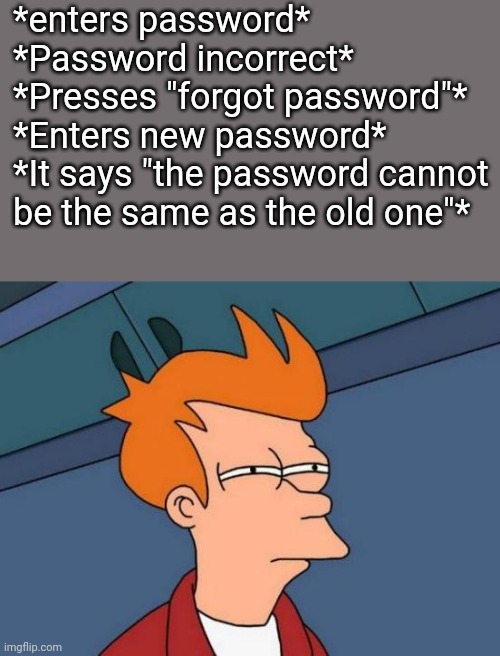 *enters password*
*Password incorrect*
*Presses "forgot password"*
*Enters new password*
*It says "the password cannot
be the same as the old one"*
imgflip.com